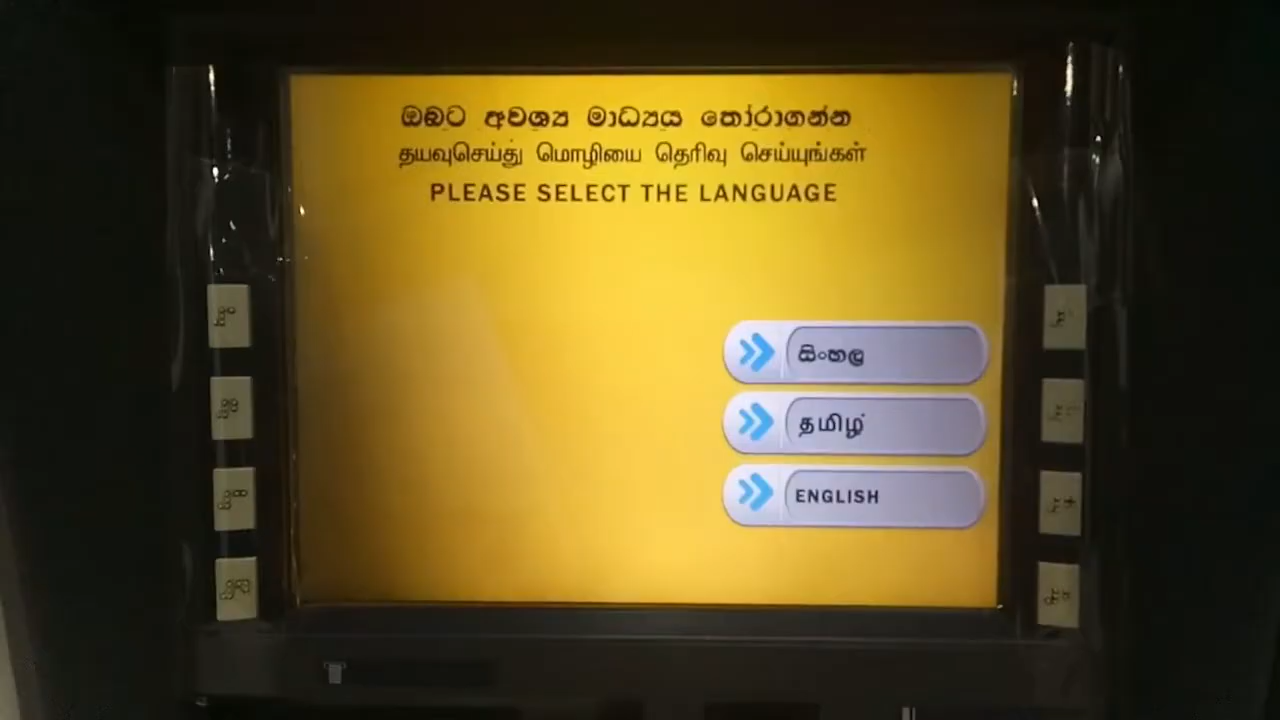 ඔබට අවශ්‍ය මාධ්‍යය තෝරාගන්න
தயவுசெய்து மொழியை தெரிவு செய்யுங்கள்
PLEASE SELECT THE LANGUAGE
සිංහල
தமிழ்
ENGLISH